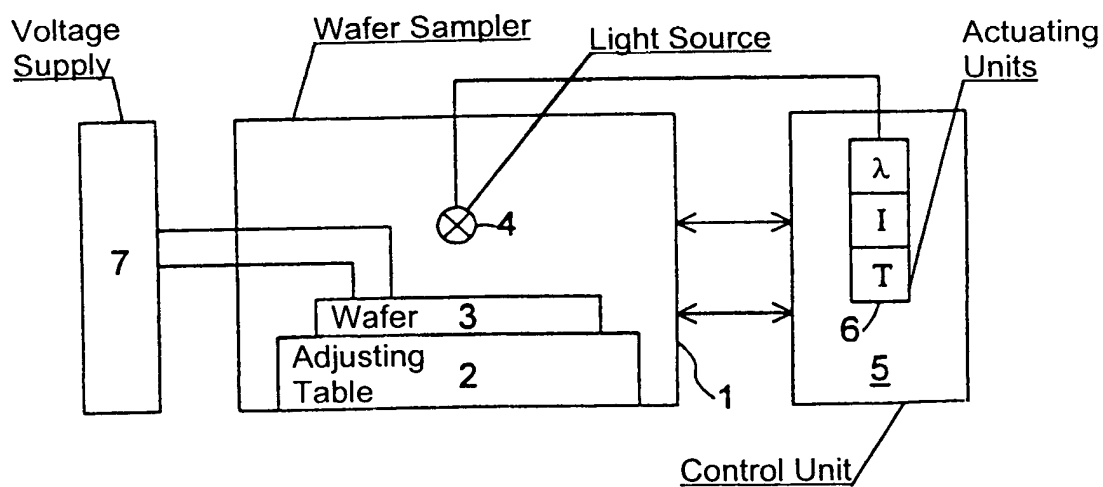 Voltage
Supply
Wafer Sampler
Light Source
Actuating
Units
λ
I
T
4
7
6
5
Wafer 3
Adjusting
Table
2
1
Control Unit